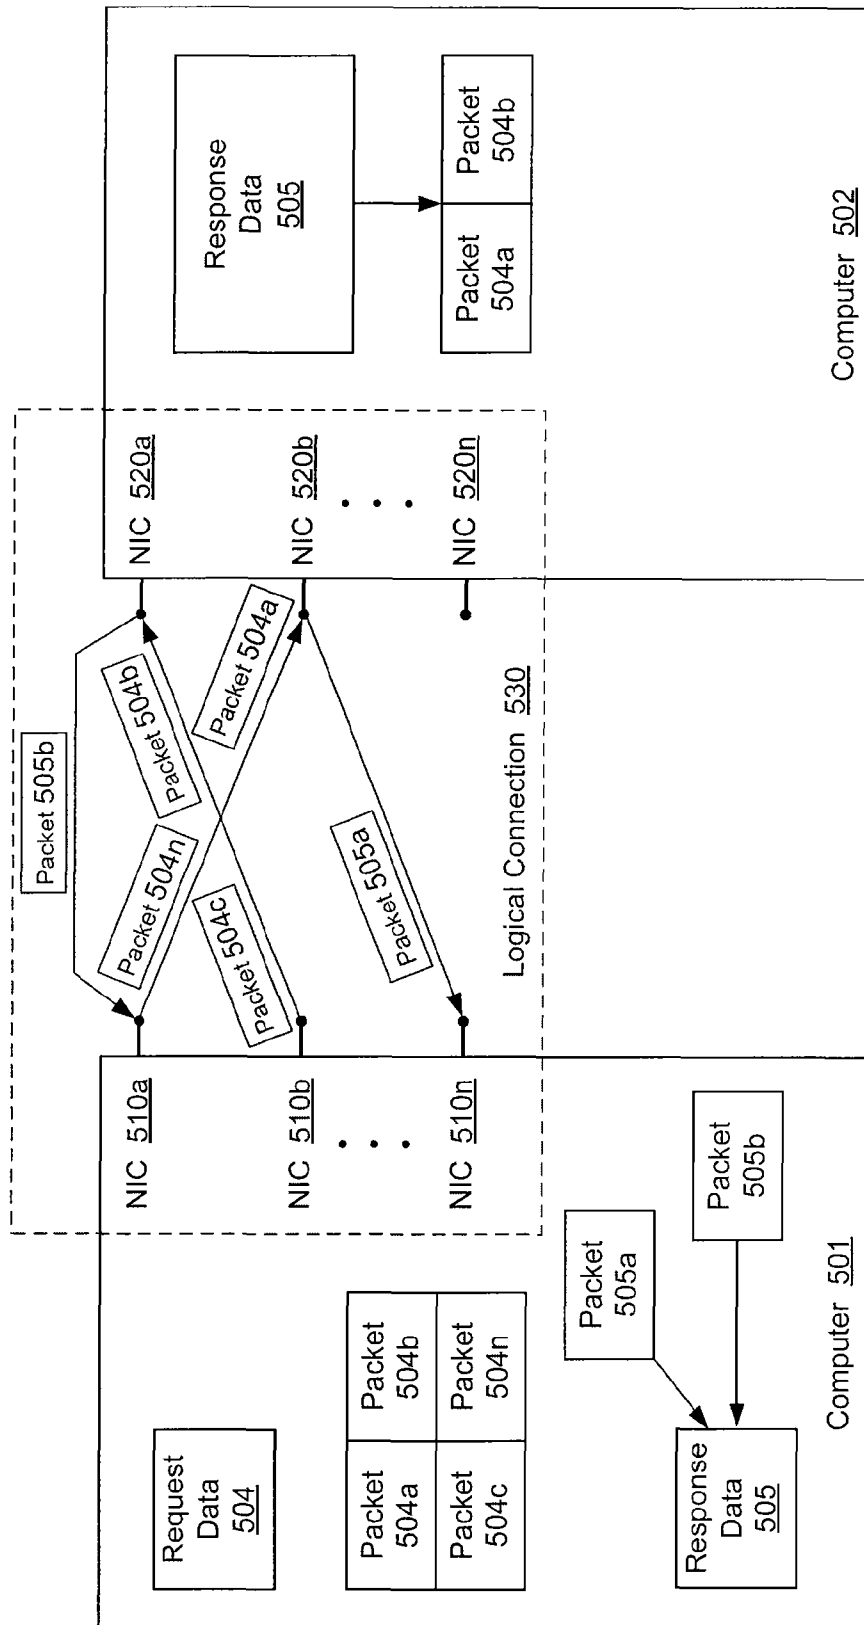 Request
Data
504
Packet
504a
Packet
504b
Packet
504c
Packet
504n
Response
Data
505
Packet
505a
Packet
505b
Computer 501
NIC 510a
NIC 510b
NIC 510n
Packet 505b
Packet 504n
Packet 504b
Packet 504c
Packet 504a
Packet 505a
Logical Connection 530
NIC 520a
NIC 520b
NIC 520n
Response
Data
505
Packet
504a
Packet
504b
Computer 502